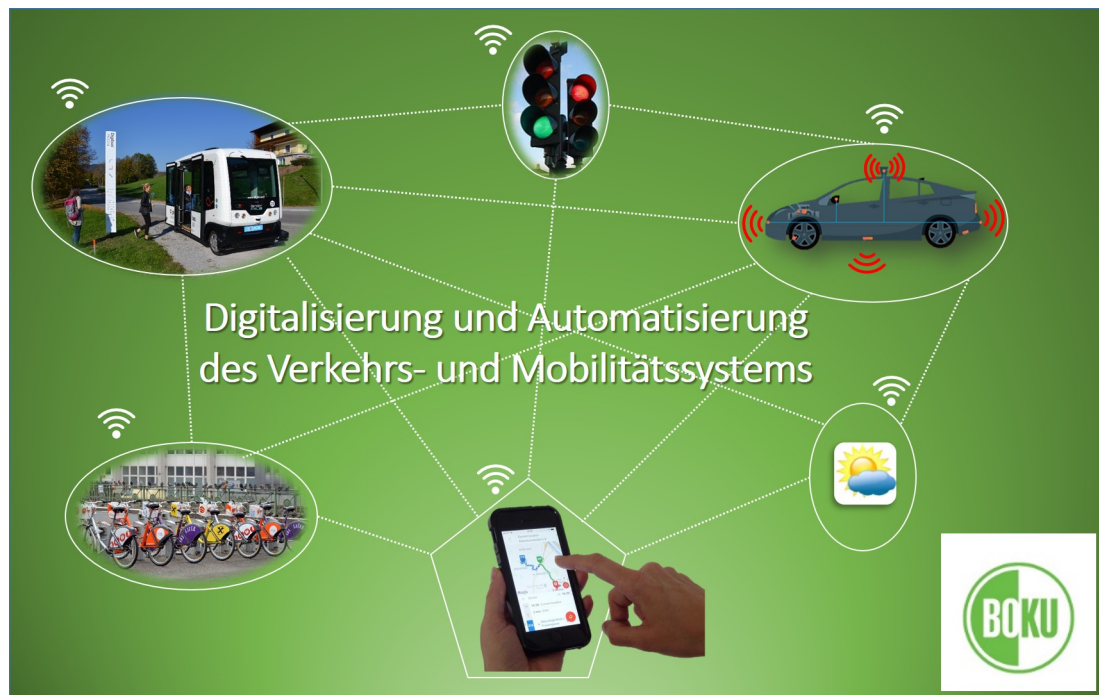 Digitalisierung und Automatisierung
des Verkehrs- und Mobilitätssystems
BOKU